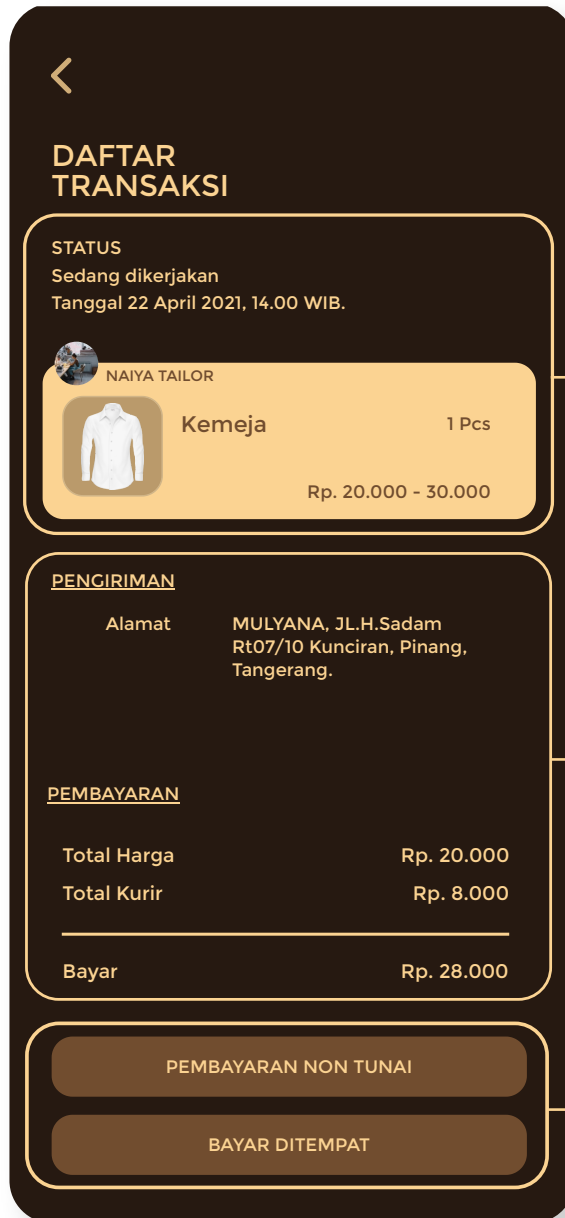 DAFTAR
TRANSAKSI
STATUS
Sedang dikerjakan
Tanggal 22 April 2021, 14.00 WIB.
NAIYA TAILOR
Kemeja 1 Pcs
Rp. 20.000 - 30.000
PENGIRIMAN
Alamat MULYANA, JL.H.Sadam
Rt07/10 Kunciran, Pinang,
Tangerang.
PEMBAYARAN
Total Harga Rp. 20.000
Total Kurir Rp. 8.000
Bayar Rp. 28.000
PEMBAYARAN NON TUNAI
BAYAR DITEMPAT